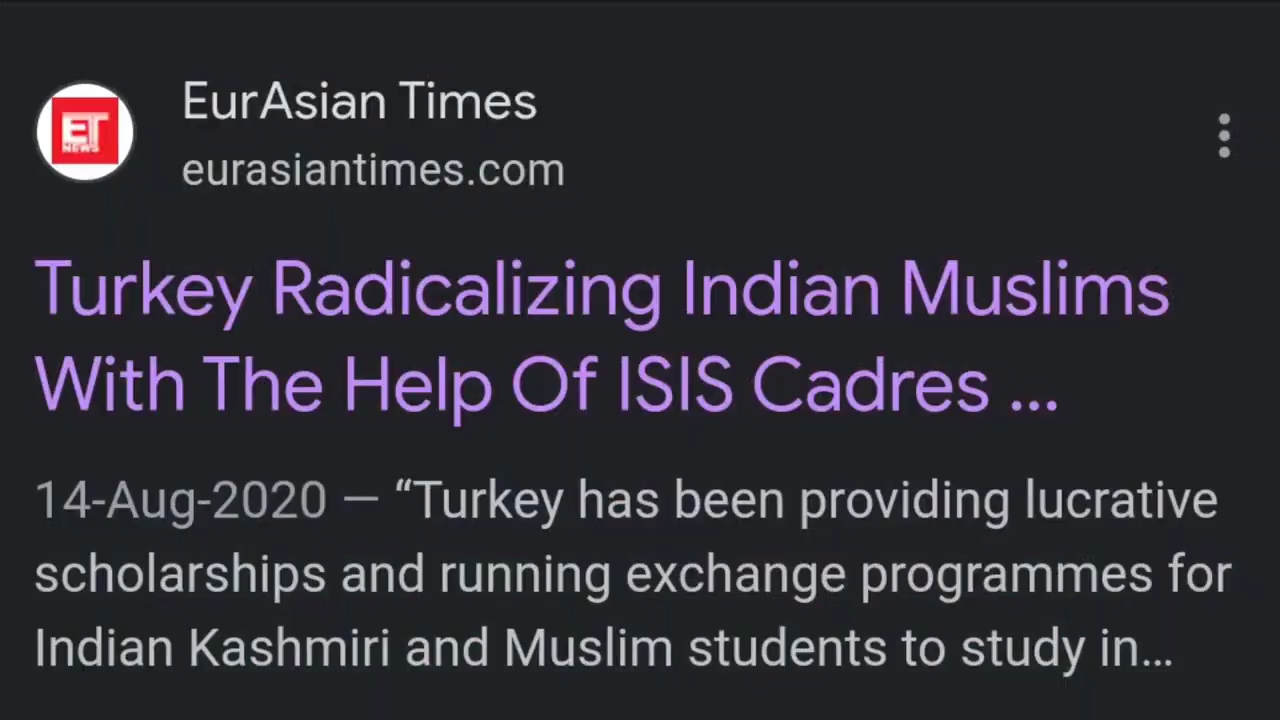 ET
NEWS
EurAsian Times
eurasiantimes.com
Turkey Radicalizing Indian Muslims
With The Help Of ISIS Cadres ...
14-Aug-2020 — “Turkey has been providing lucrative
scholarships and running exchange programmes for
Indian Kashmiri and Muslim students to study in...